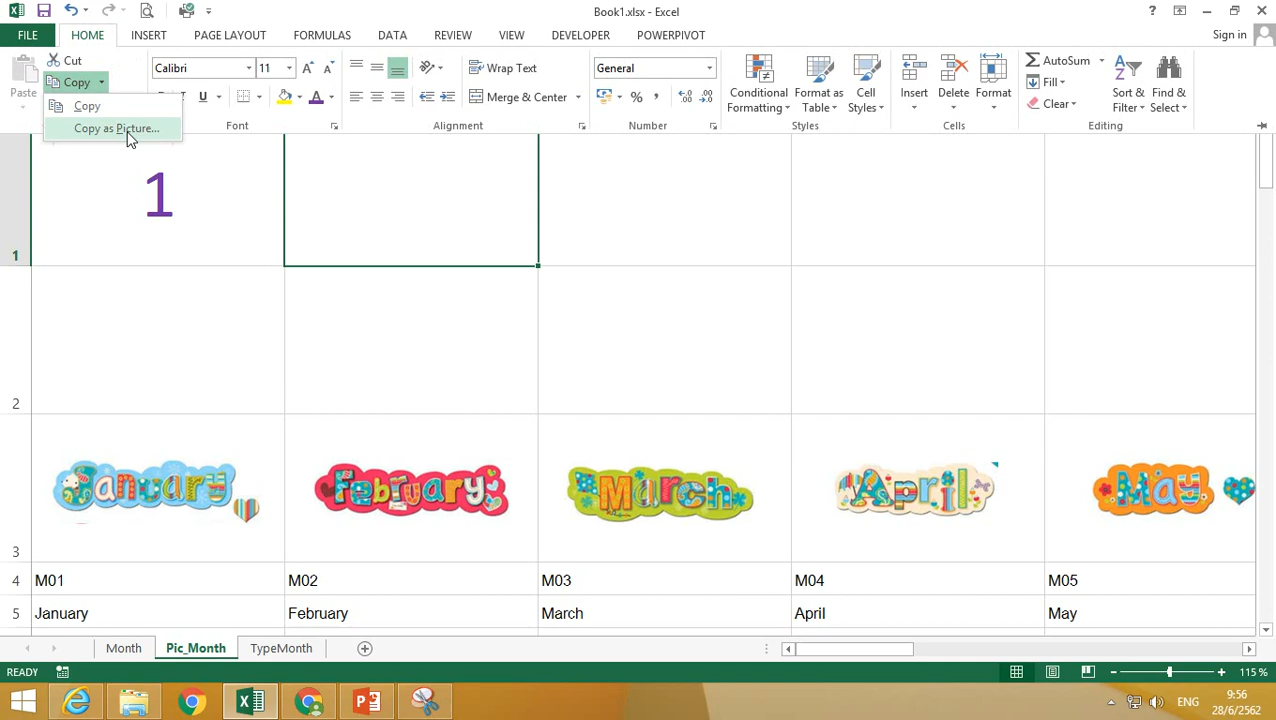 Book1.xlsx - Excel
FILE
HOME
INSERT
PAGE LAYOUT
FORMULAS
DATA
REVIEW
VIEW
DEVELOPER
POWERPIVOT
Sign in
Paste
Cut
Copy
Copy
Copy as Picture...
Calibri
11
U
A
Font
Wrap Text
Merge & Center
Alignment
General
%
Number
Conditional
Formatting
Format as
Table
Cell
Styles
Styles
Insert
Delete
Format
Cells
AutoSum
Fill
Clear
Sort &
Filter
Find &
Select
Editing
1
1
2
January
February
March
April
May
3
4
M01
M02
M03
M04
M05
5
January
February
March
April
May
Month
Pic_Month
TypeMonth
READY
115 %
ENG
9:56
28/6/2562